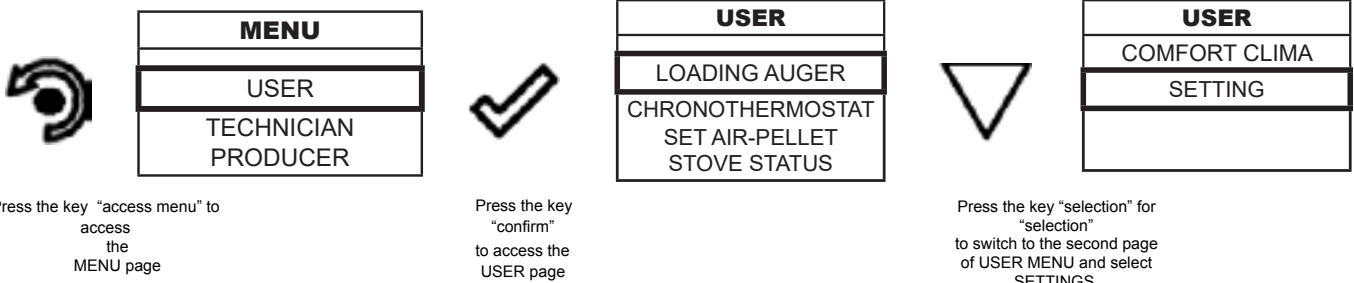 MENU
USER
TECHNICIAN
PRODUCER
Press the key “access menu” to
access
the
MENU page
Press the key
“confirm”
to access the
USER page
USER
LOADING AUGER
CHRONOTHERMOSTAT
SET AIR-PELLET
STOVE STATUS
Press the key “selection” for
“selection”
to switch to the second page
of USER MENU and select
SETTINGS
USER
COMFORT CLIMA
SETTING